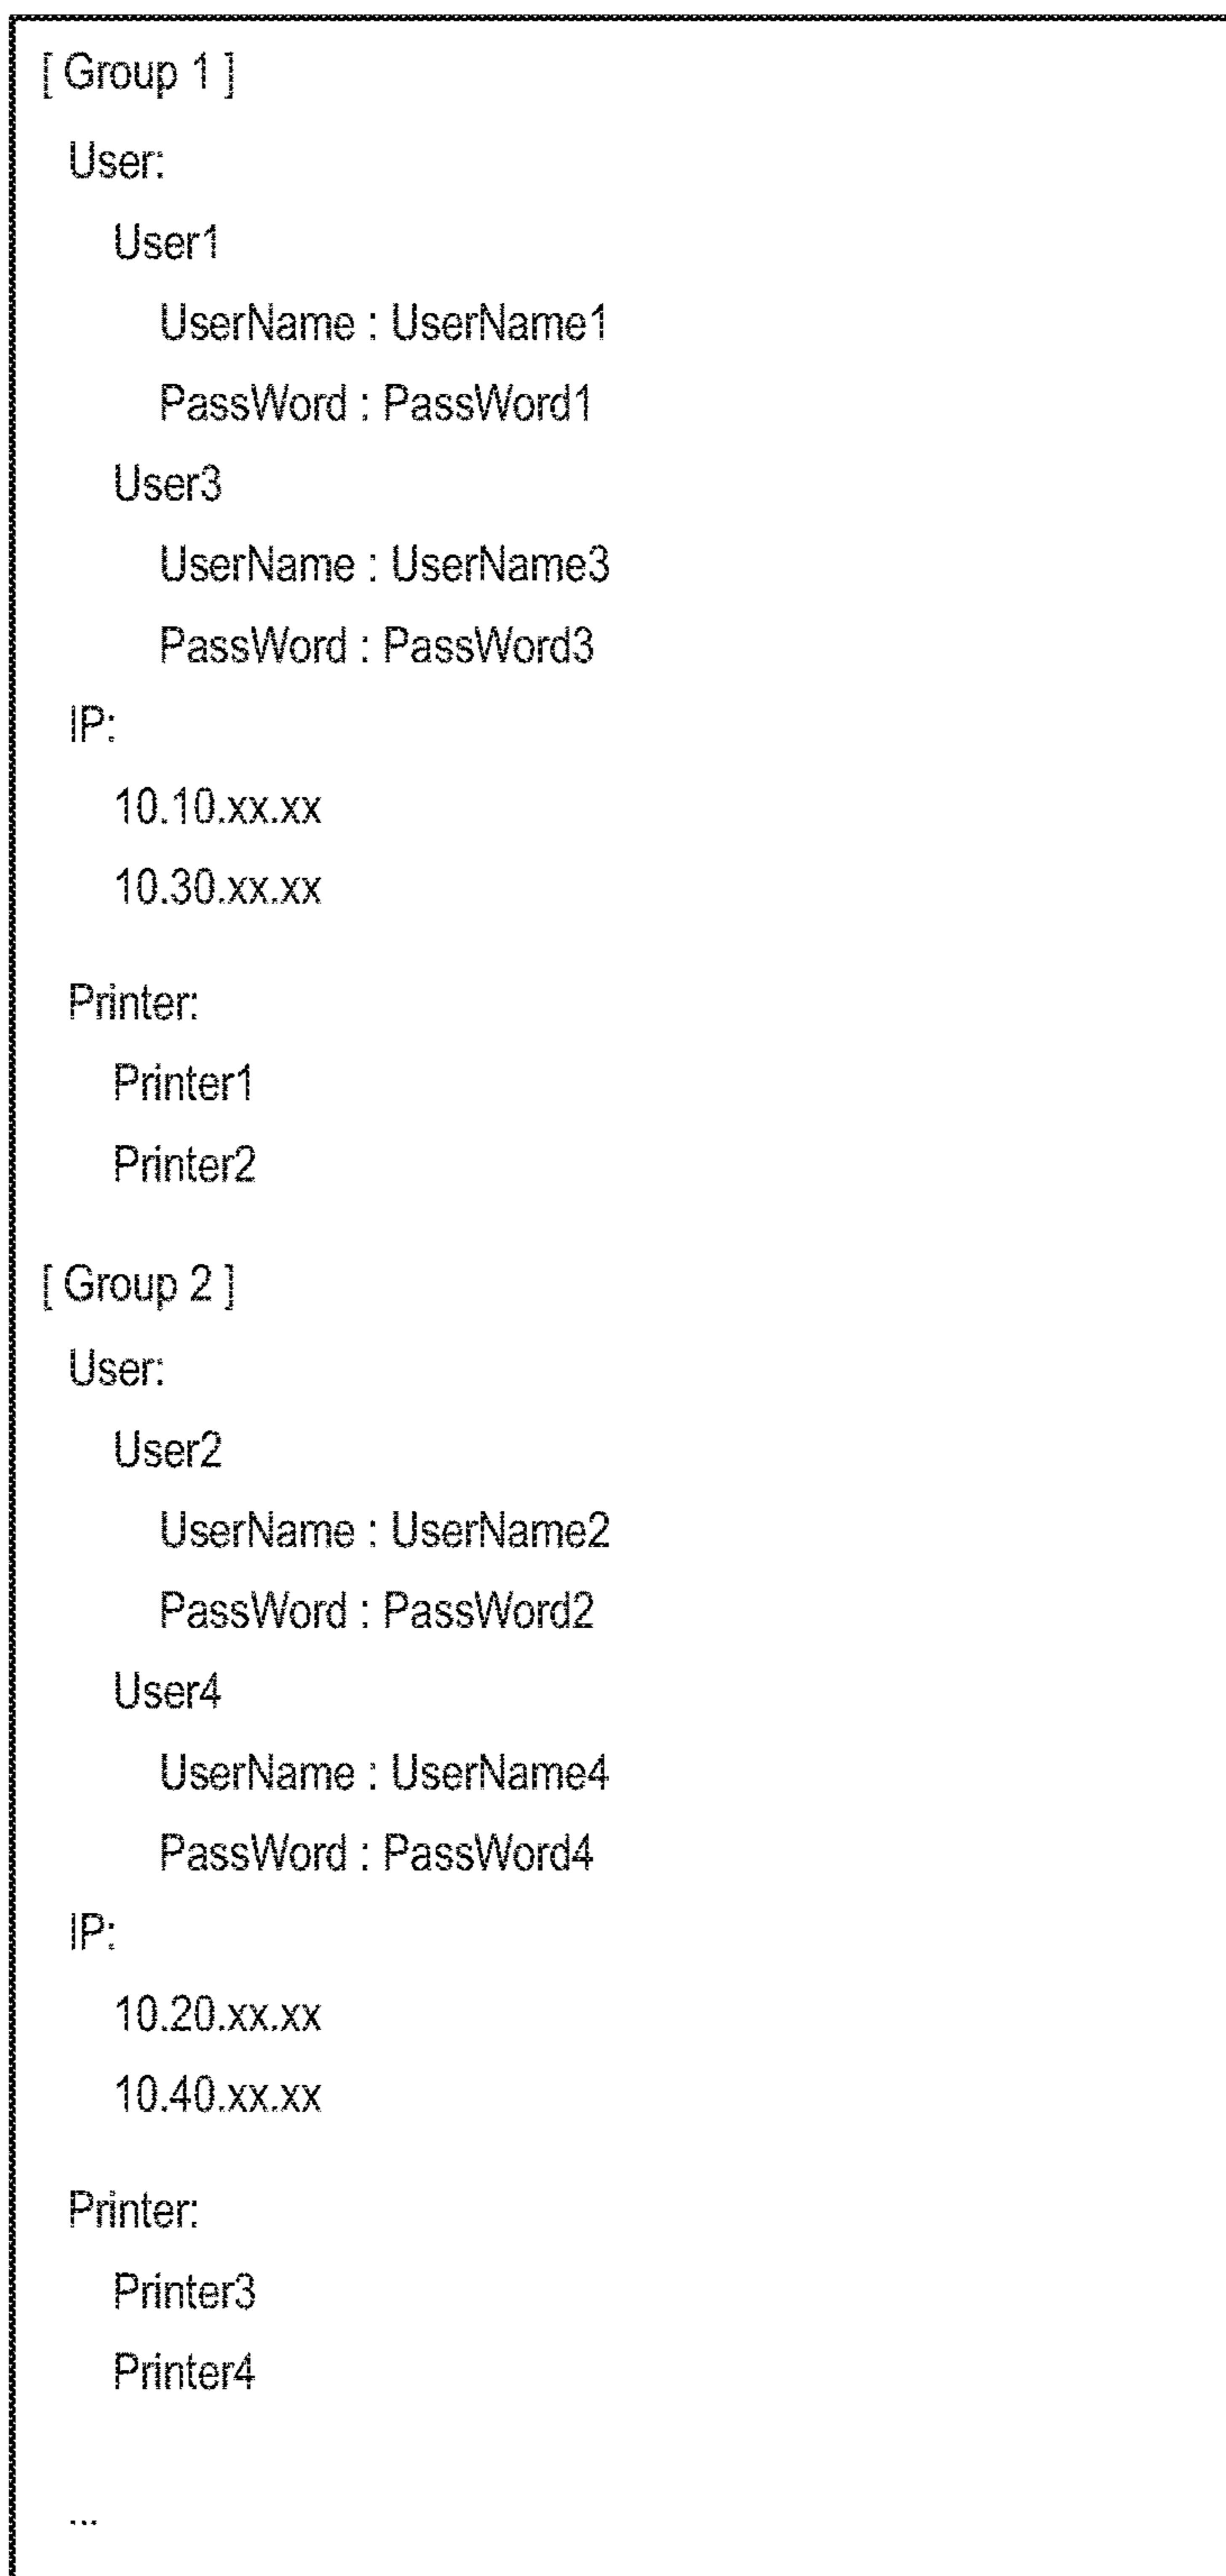 [ Group 1 ]
User:
User1
UserName : UserName1
PassWord : PassWord1
User3
UserName : UserName3
PassWord : PassWord3
IP:
10.10.xx.xx
10.30.xx.xx
Printer:
Printer1
Printer2
[ Group 2 ]
User:
User2
UserName : UserName2
PassWord : PassWord2
User4
UserName : UserName4
PassWord : PassWord4
IP:
10.20.xx.xx
10.40.xx.xx
Printer:
Printer3
Printer4
...